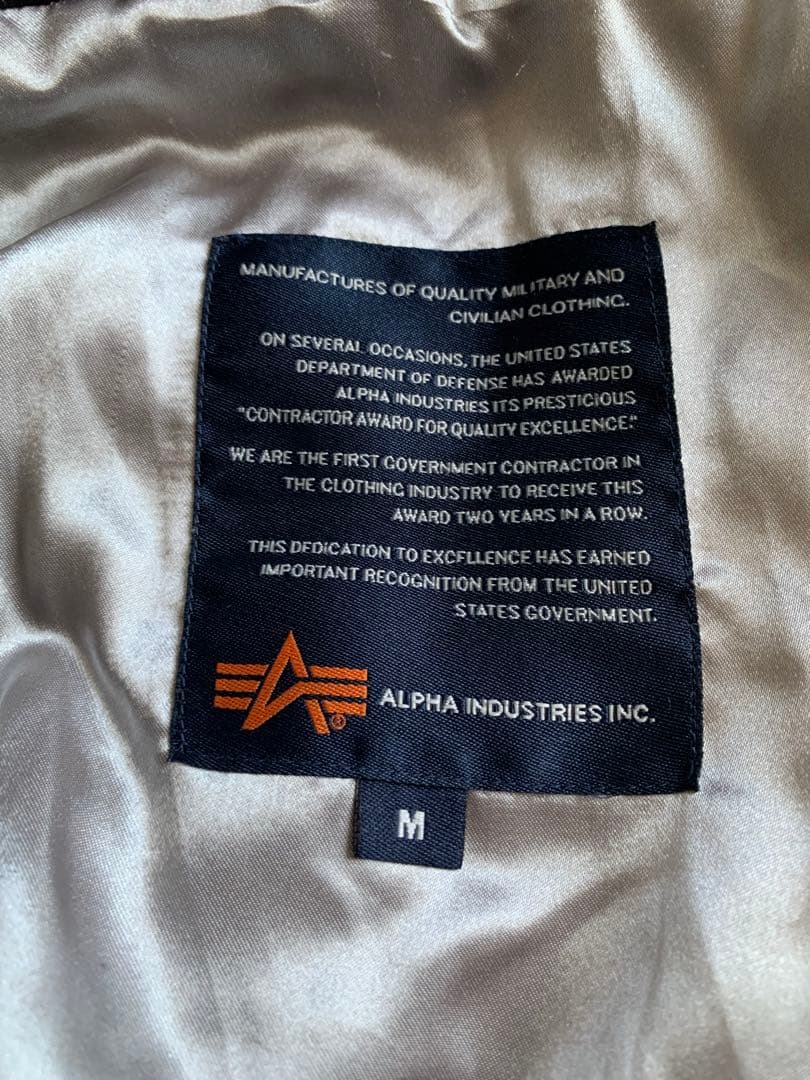 MANUFACTURES OF QUALITY MILITARY AND
CIVILIAN CLOTHING.
ON SEVERAL OCCASIONS, THE UNITED STATES
DEPARTMENT OF DEFENSE HAS AWARDED
ALPHA INDUSTRIES ITS PRESTIGIOUS
"CONTRACTOR AWARD FOR QUALITY EXCELLENCE."
WE ARE THE FIRST GOVERNMENT CONTRACTOR IN
THE CLOTHING INDUSTRY TO RECEIVE THIS
AWARD TWO YEARS IN A ROW.
THIS DEDICATION TO EXCELLENCE HAS EARNED
IMPORTANT RECOGNITION FROM THE UNITED
STATES GOVERNMENT.
® ALPHA INDUSTRIES INC.
M